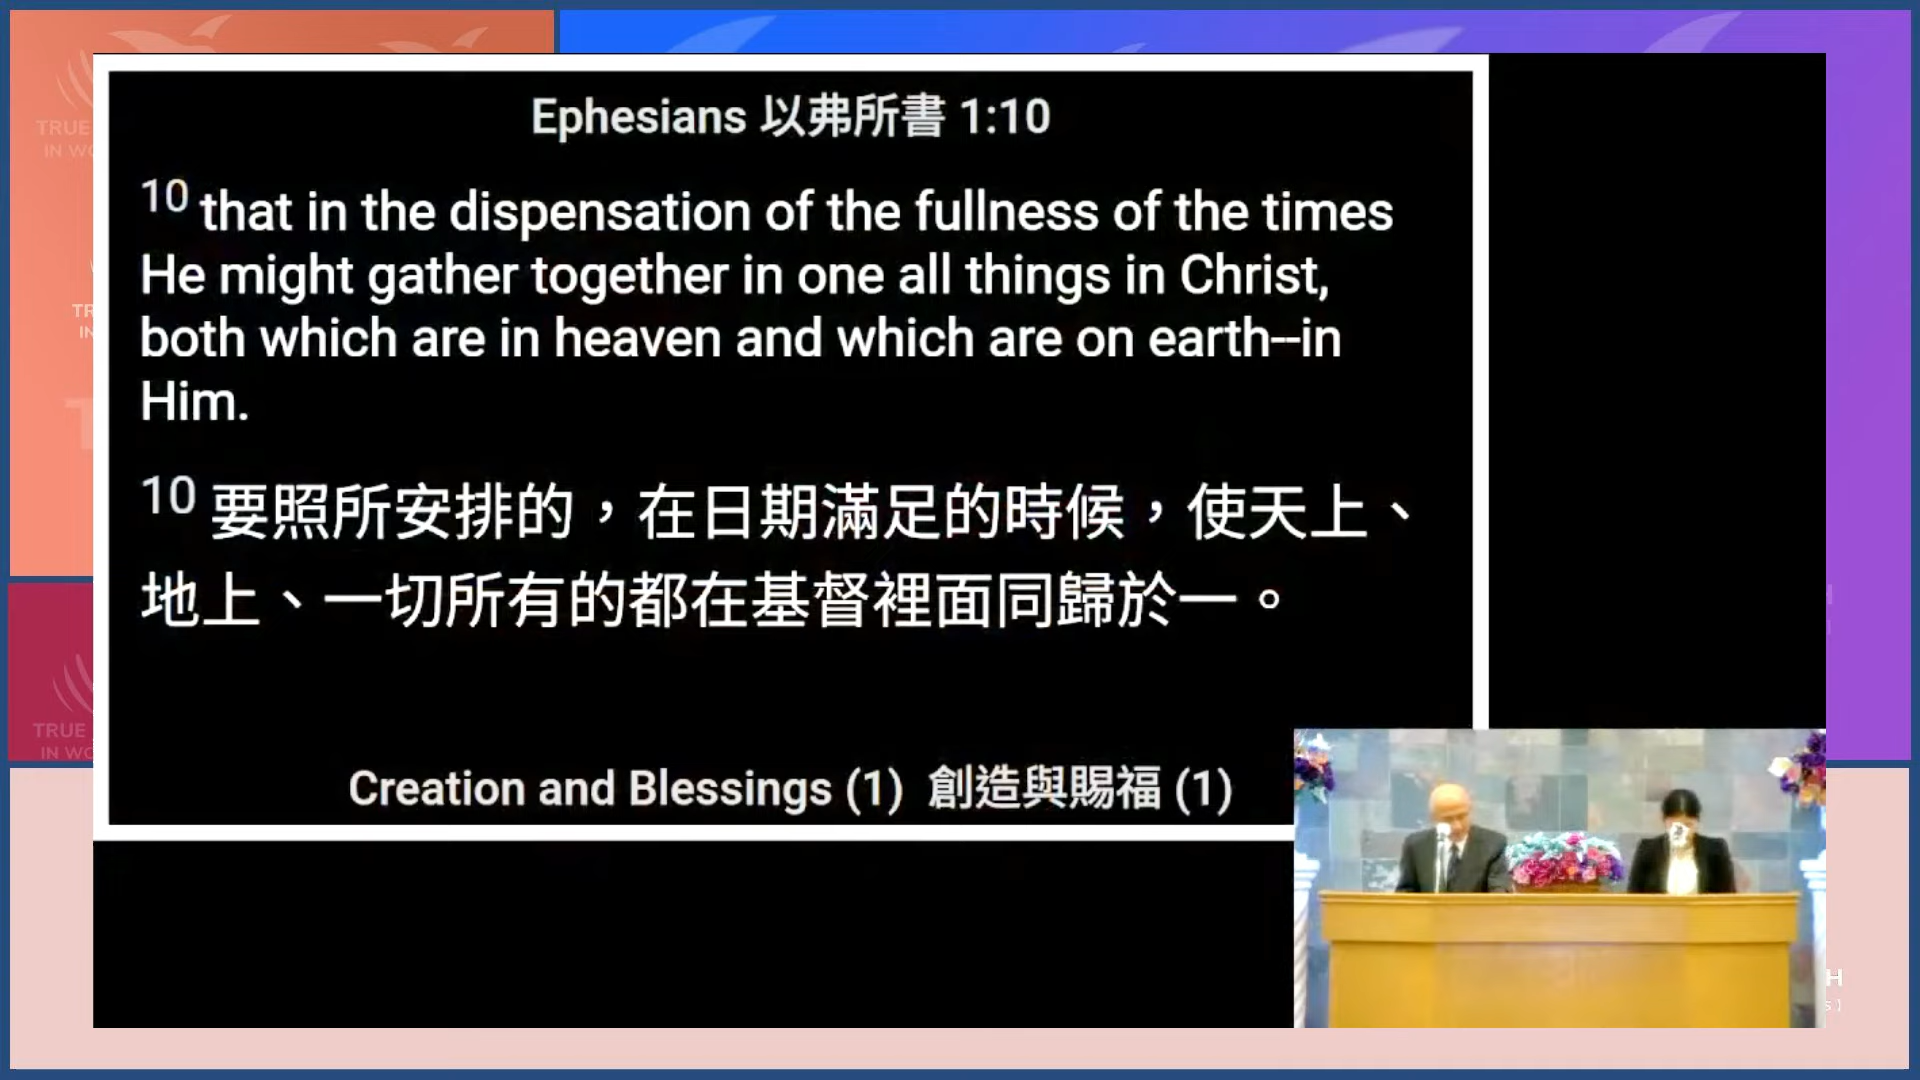 Ephesians 以弗所書 1:10
10 that in the dispensation of the fullness of the times
He might gather together in one all things in Christ,
both which are in heaven and which are on earth--in
Him.
10 要照所安排的，在日期滿足的時候，使天上、
地上、一切所有的都在基督裡面同歸於一。
Creation and Blessings (1) 創造與賜福 (1)
TRUE
TRUE